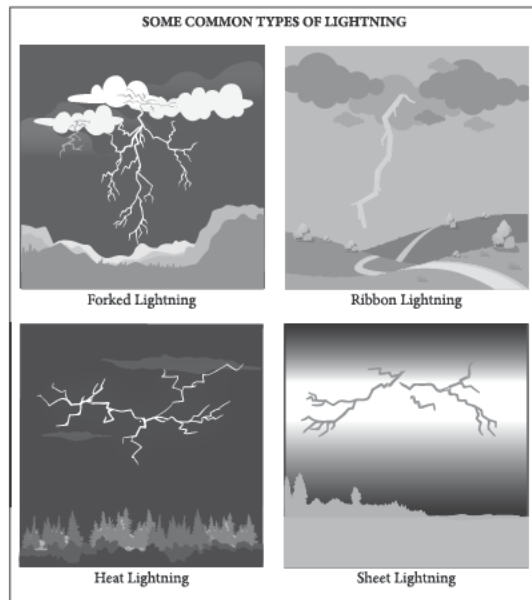 SOME COMMON TYPES OF LIGHTNING
Forked Lightning
Ribbon Lightning
Heat Lightning
Sheet Lightning